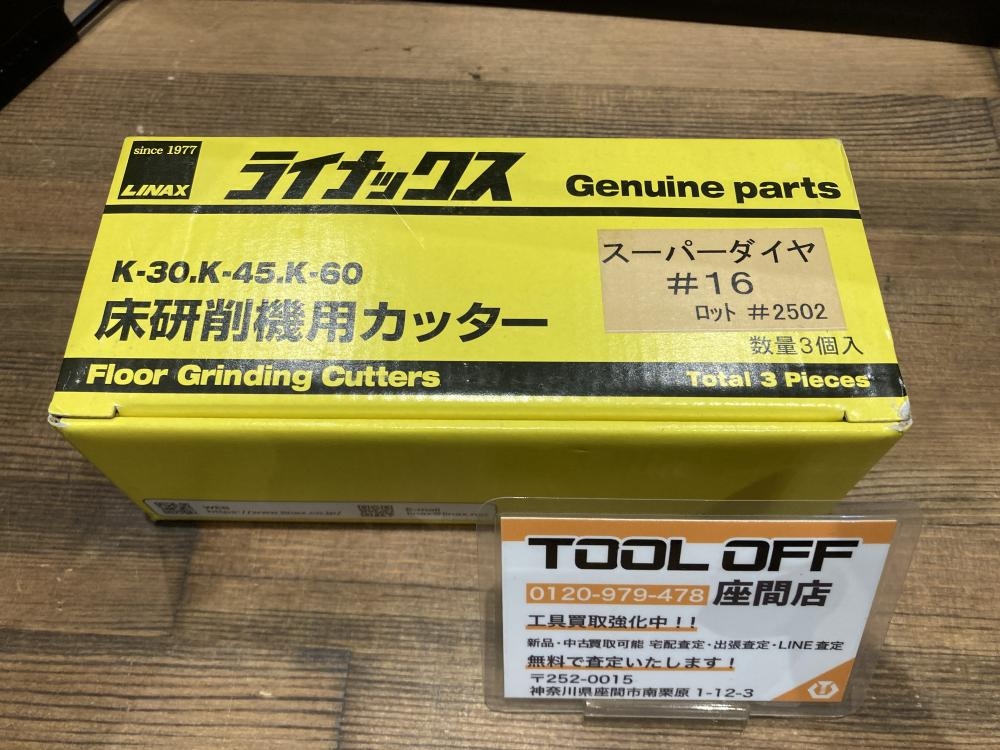 since 1977
LINAX
ライナックス
Genuine parts
K-30.K-45.K-60
床研削機用カッター
スーパーダイヤ
#16
ロット #2502
数量3個入
Floor Grinding Cutters
Total 3 Pieces
WEB
E-mail
TOOL OFF
0120-979-478 座間店
工具買取強化中!!
新品・中古買取可能 宅配査定・出張査定・LINE査定
無料で査定いたします!
〒252-0015
神奈川県座間市南栗原 1-12-3